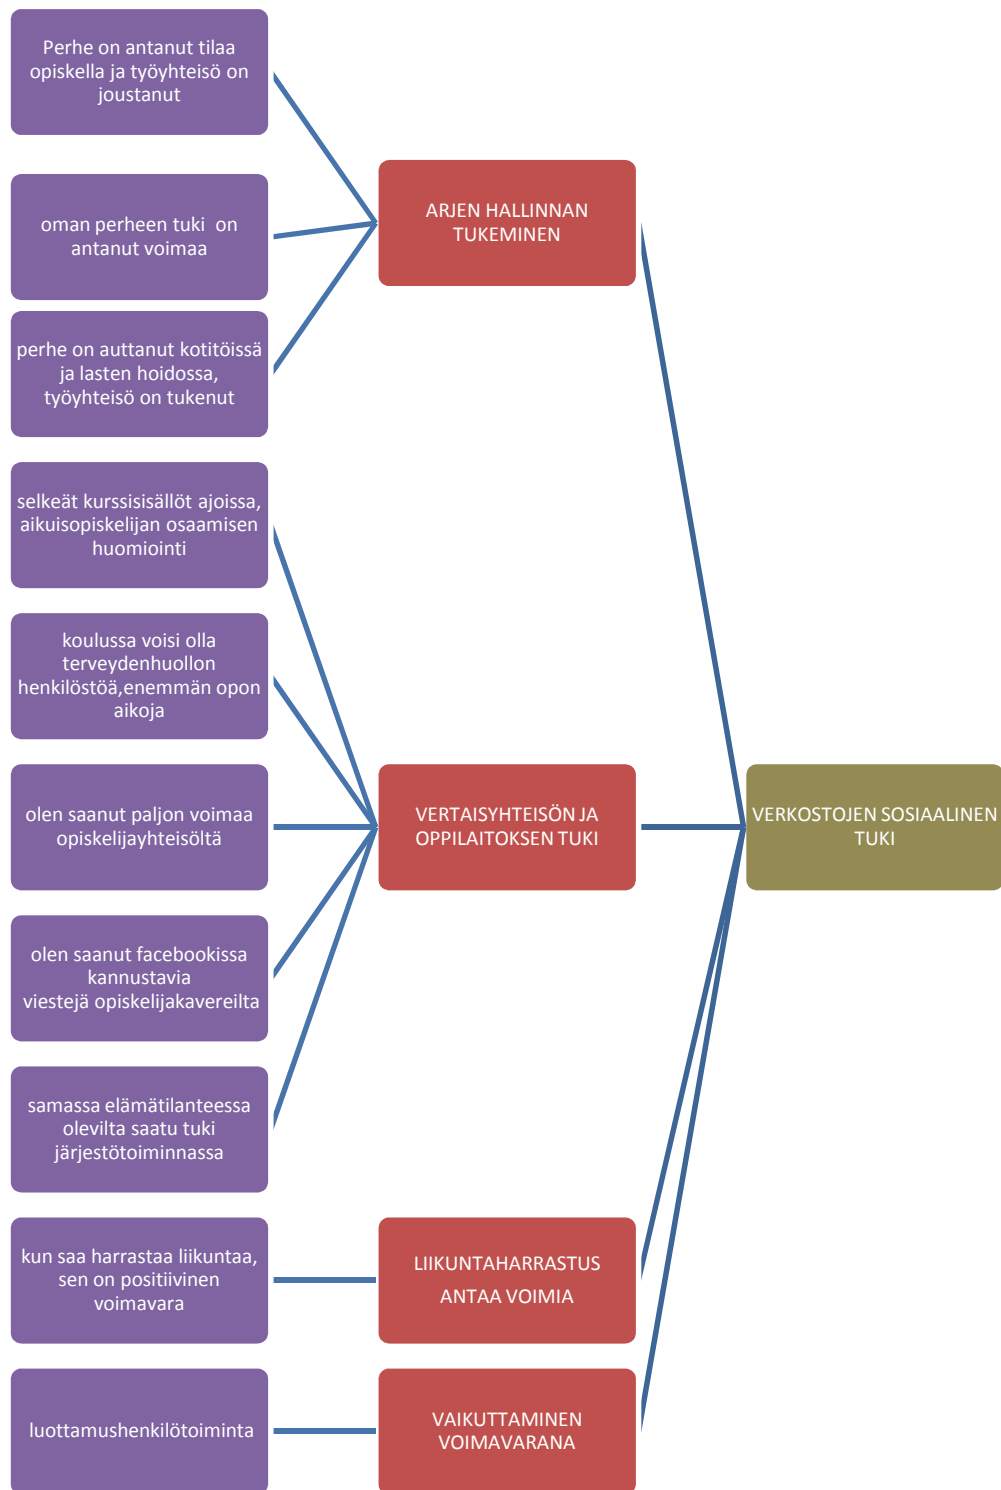 Perhe on antanut tilaa
opiskella ja työyhteisö on
joustanut
oman perheen tuki  on
antanut voimaa
perhe on auttanut kotitöissä
ja lasten hoidossa,
työyhteisö on tukenut
ARJEN HALLINNAN
TUKEMINEN
selkeät kurssisisällöt ajoissa,
aikuisopiskelijan osaamisen
huomiointi
koulussa voisi olla
terveydenhuollon
henkilöstöä,enemmän opon
aikoja
olen saanut paljon voimaa
opiskelijayhteisöltä
olen saanut facebookissa
kannustavia
viestejä opiskelijakavereilta
samassa elämätilanteessa
olevilta saatu tuki
järjestötoiminnassa
VERTAISYHTEISÖN JA
OPPILAITOKSEN TUKI
kun saa harrastaa liikuntaa,
sen on positiivinen
voimavara
LIIKUNTAHARRASTUS
ANTAA VOIMIA
luottamushenkilötoiminta
VAIKUTTAMINEN
VOIMAVARANA
VERKOSTOJEN SOSIAALINEN
TUKI